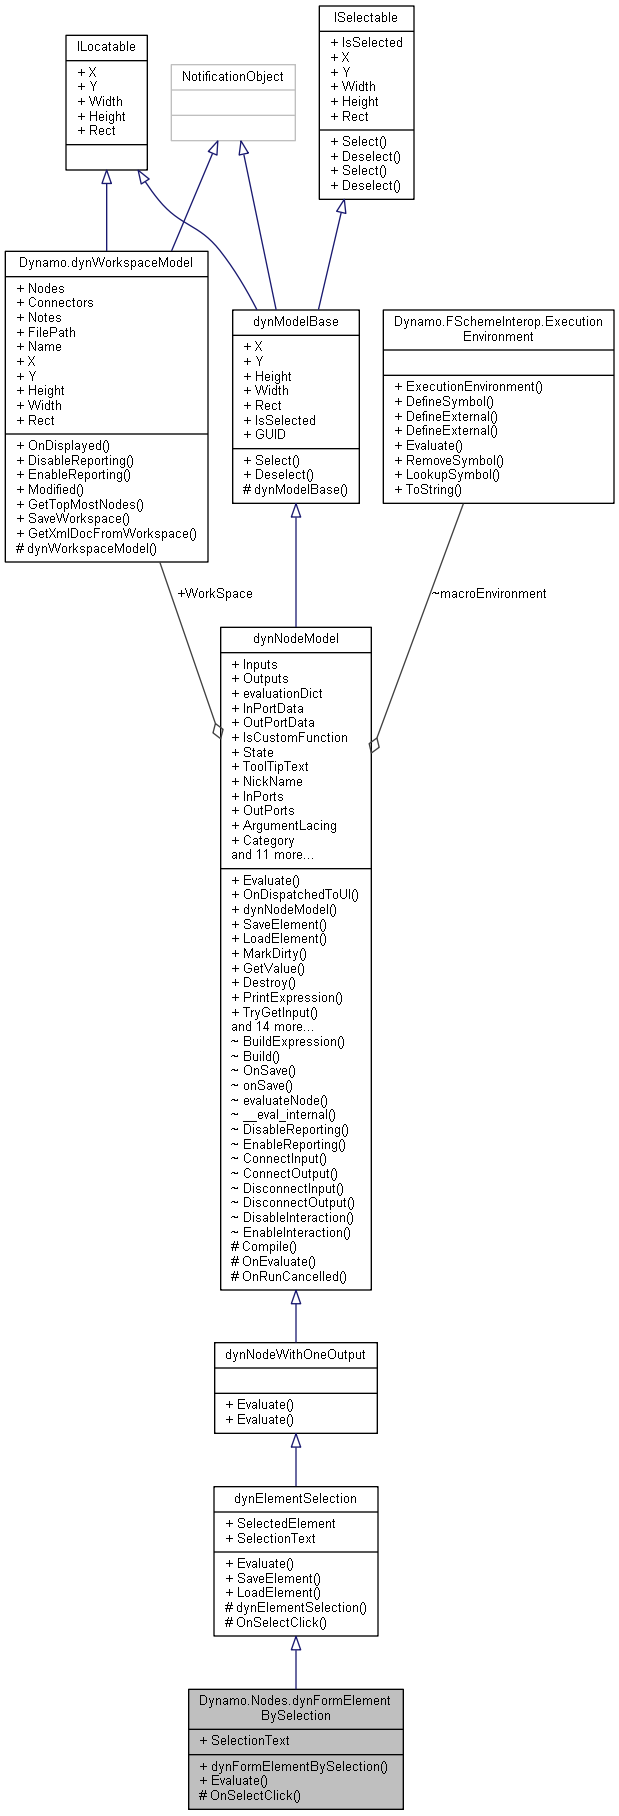 ILocatable
+ X
+ Y
+ Width
+ Height
+ Rect
NotificationObject
ISelectable
+ IsSelected
+ X
+ Y
+ Width
+ Height
+ Rect
+ Select()
+ Deselect()
+ Select()
+ Deselect()
Dynamo.dynWorkspaceModel
+ Nodes
+ Connectors
+ Notes
+ FilePath
+ Name
+ X
+ Y
+ Height
+ Width
+ Rect
+ OnDisplayed()
+ DisableReporting()
+ EnableReporting()
+ Modified()
+ GetTopMostNodes()
+ SaveWorkspace()
+ GetXmlDocFromWorkspace()
# dynWorkspaceModel()
dynModelBase
+ X
+ Y
+ Height
+ Width
+ Rect
+ IsSelected
+ GUID
+ Select()
+ Deselect()
# dynModelBase()
Dynamo.FSchemeInterop.Execution
Environment
+ ExecutionEnvironment()
+ DefineSymbol()
+ DefineExternal()
+ DefineExternal()
+ Evaluate()
+ RemoveSymbol()
+ LookupSymbol()
+ ToString()
+WorkSpace
~macroEnvironment
dynNodeModel
+ Inputs
+ Outputs
+ evaluationDict
+ InPortData
+ OutPortData
+ IsCustomFunction
+ State
+ ToolTipText
+ NickName
+ InPorts
+ OutPorts
+ ArgumentLacing
+ Category
and 11 more...
+ Evaluate()
+ OnDispatchedToUI()
+ dynNodeModel()
+ SaveElement()
+ LoadElement()
+ MarkDirty()
+ GetValue()
+ Destroy()
+ PrintExpression()
+ TryGetInput()
and 14 more...
~ BuildExpression()
~ Build()
~ OnSave()
~ onSave()
~ evaluateNode()
~ __eval_internal()
~ DisableReporting()
~ EnableReporting()
~ ConnectInput()
~ ConnectOutput()
~ DisconnectInput()
~ DisconnectOutput()
~ DisableInteraction()
~ EnableInteraction()
# Compile()
# OnEvaluate()
# OnRunCancelled()
dynNodeWithOneOutput
+ Evaluate()
+ Evaluate()
dynElementSelection
+ SelectedElement
+ SelectionText
+ Evaluate()
+ SaveElement()
+ LoadElement()
# dynElementSelection()
# OnSelectClick()
Dynamo.Nodes.dynFormElement
BySelection
+ SelectionText
+ dynFormElementBySelection()
+ Evaluate()
# OnSelectClick()